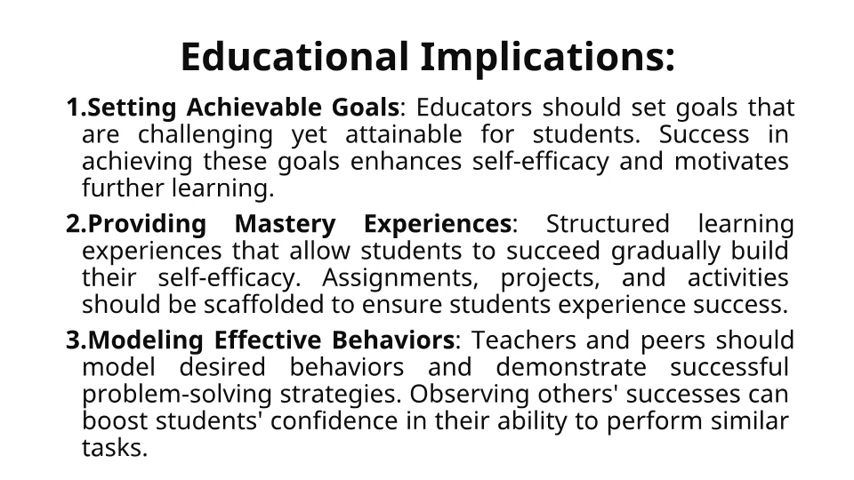 Educational Implications:
1.Setting Achievable Goals: Educators should set goals that
are challenging yet attainable for students. Success in
achieving these goals enhances self-efficacy and motivates
further learning.
2.Providing Mastery Experiences: Structured learning
experiences that allow students to succeed gradually build
their self-efficacy. Assignments, projects, and activities
should be scaffolded to ensure students experience success.
3.Modeling Effective Behaviors: Teachers and peers should
model desired behaviors and demonstrate successful
problem-solving strategies. Observing others' successes can
boost students' confidence in their ability to perform similar
tasks.